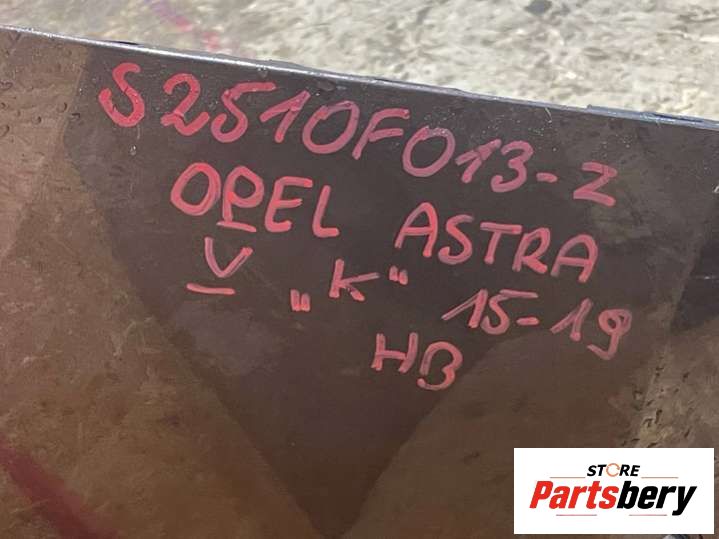 S2510F013-Z
OPEL ASTRA
V „K" 15-19
HB
STORE
Partsbery